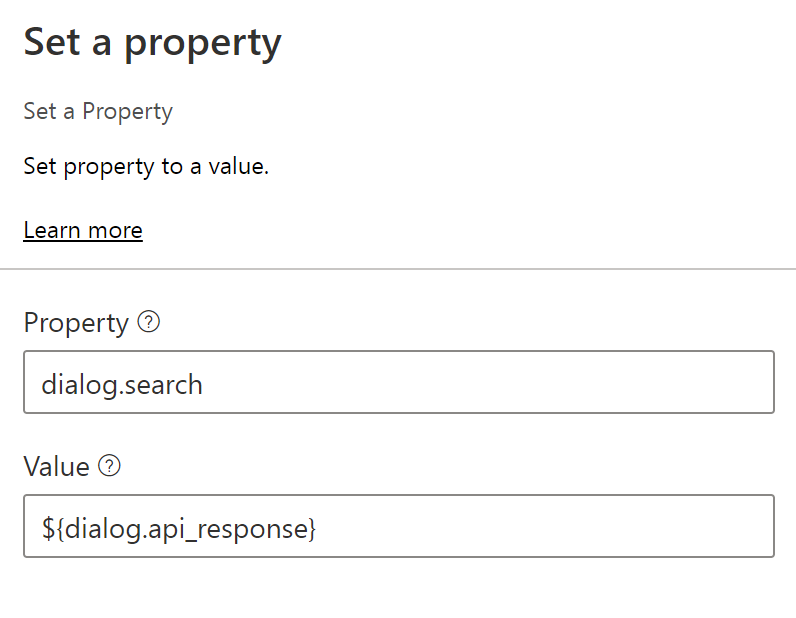 Set a property
Set a Property
Set property to a value.
Learn more
Property ?
dialog.search
Value ?
${dialog.api_response}